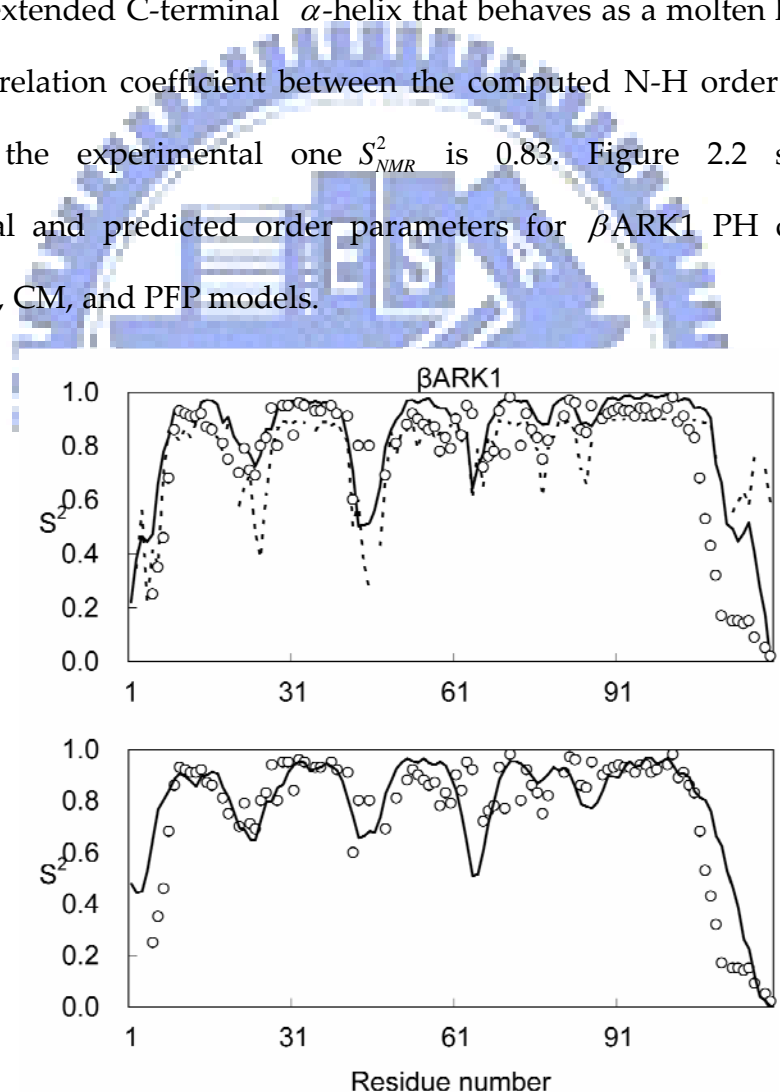 extended C-terminal α-helix that behaves as a molten
relation coefficient between the computed N-H order
the experimental one S²NMR is 0.83. Figure 2.2
and predicted order parameters for βARK1 PH
, CM, and PFP models.
E S
βARK1
1.0
0.8
0.6
S²
0.4
0.2
0.0
1 31 61 91
1.0
0.8
0.6
S²
0.4
0.2
0.0
1 31 61 91
Residue number